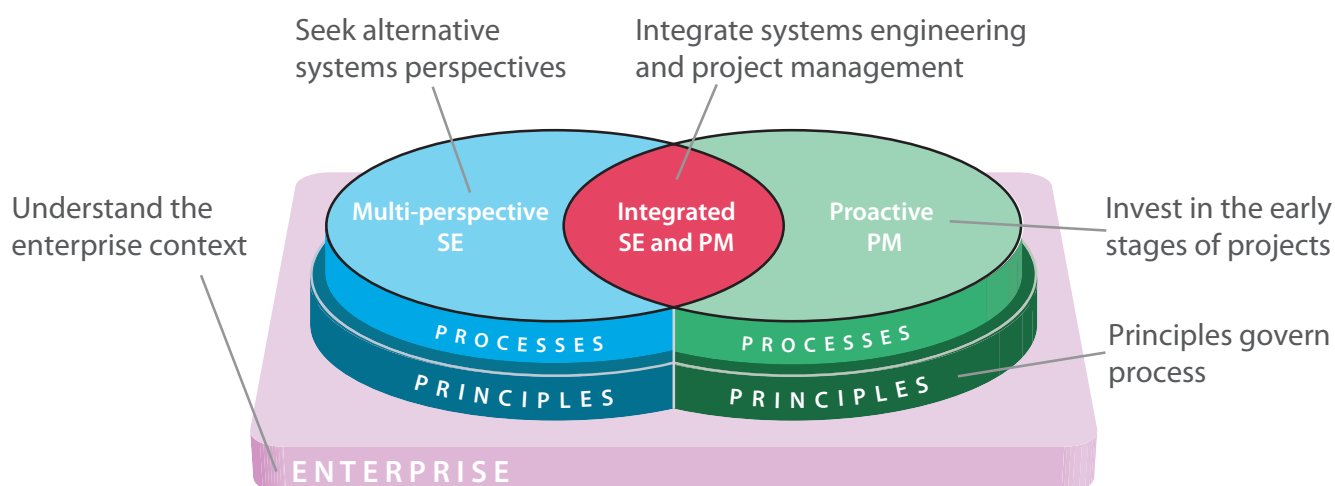 Seek alternative
systems perspectives
Integrate systems engineering
and project management
Understand the
enterprise context
Multi-perspective
SE
Integrated
SE and PM
Proactive
PM
Invest in the early
stages of projects
PROCESSES
PROCESSES
PRINCIPLES
PRINCIPLES
Principles govern
process
ENTERPRISE